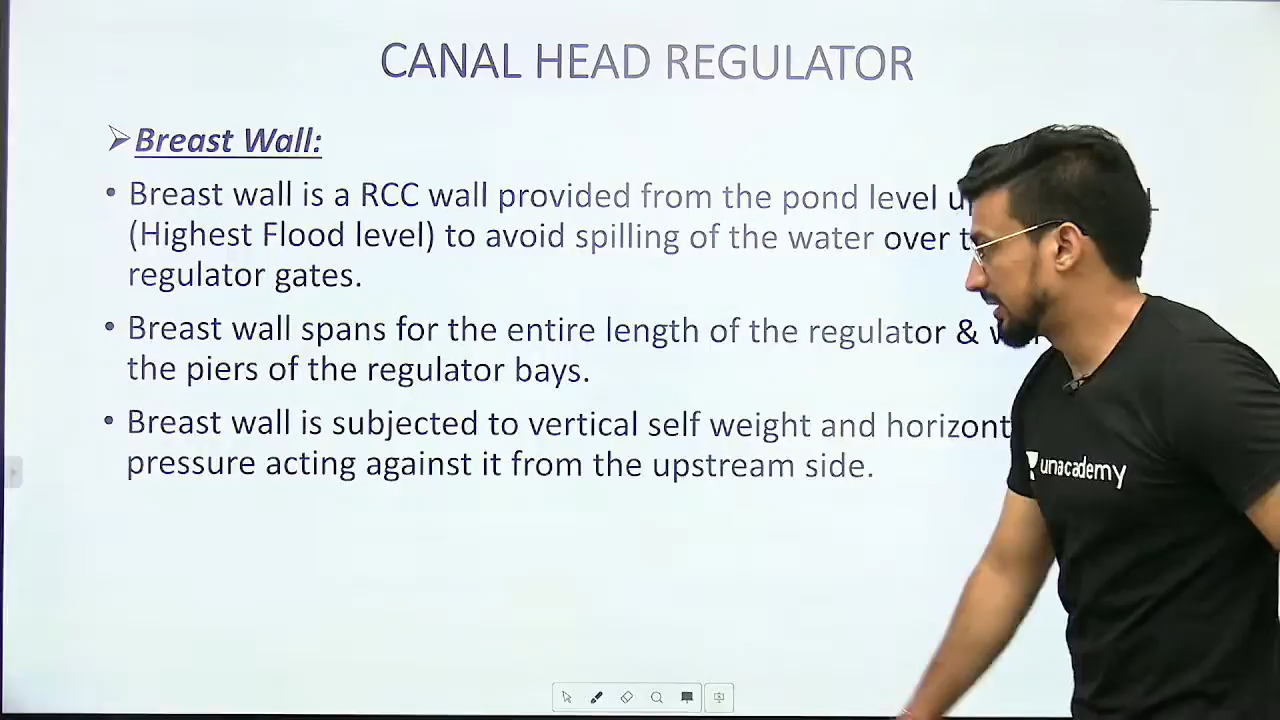 CANAL HEAD REGULATOR
Breast Wall:
• Breast wall is a RCC wall provided from the pond level
(Highest Flood level) to avoid spilling of the water over
regulator gates.
• Breast wall spans for the entire length of the regulator &
the piers of the regulator bays.
• Breast wall is subjected to vertical self weight and
pressure acting against it from the upstream side.
unacademy